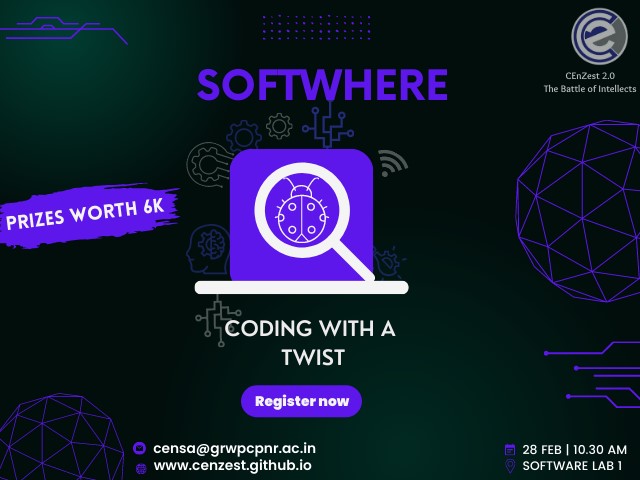 CEnZest 2.0
The Battle of Intellects
SOFTWHERE
PRIZES WORTH 6K
CODING WITH A
TWIST
Register now
censa@grwpcpnr.ac.in
www.cenzest.github.io
28 FEB | 10.30 AM
SOFTWARE LAB 1